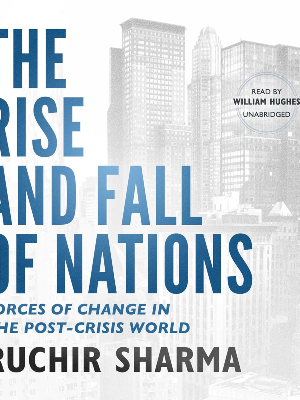 THE
RISE
AND FALL
OF NATIONS
ORCES OF CHANGE IN
HE POST-CRISIS WORLD
RUCHIR SHARMA
READ BY
WILLIAM HUGHES
UNABRIDGED